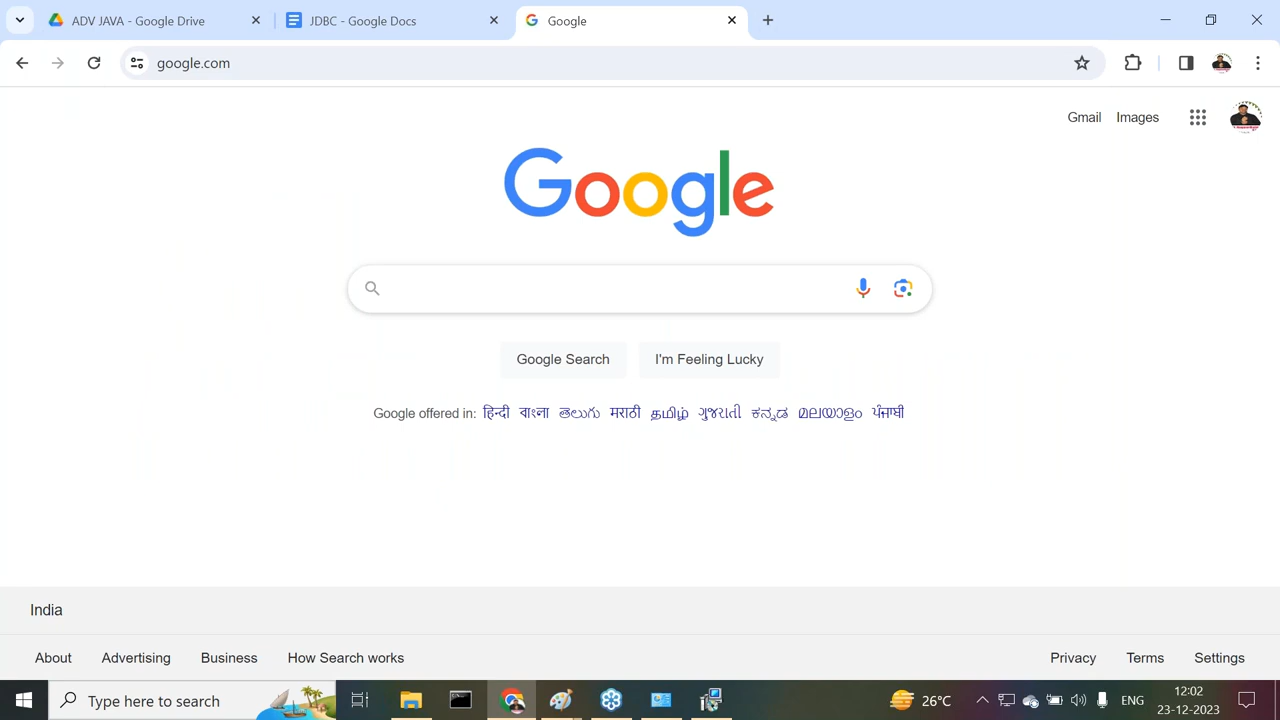 ADV JAVA - Google Drive
JDBC - Google Docs
Google
google.com
Gmail Images
Google
Google Search I'm Feeling Lucky
Google offered in: हिन्दी বাংলা తెలుగు मराठी தமிழ் ગુજરાતી ಕನ್ನಡ മലയാളം ਪੰਜਾਬੀ
India
About Advertising Business How Search works Privacy Terms Settings
Type here to search
26°C
ENG
12:02
23-12-2023